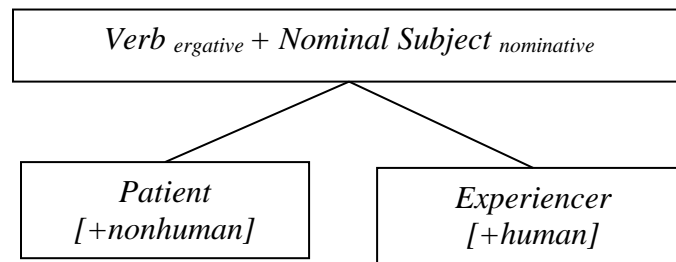 Verb ergative + Nominal Subject nominative
Patient
[+nonhuman]
Experiencer
[+human]